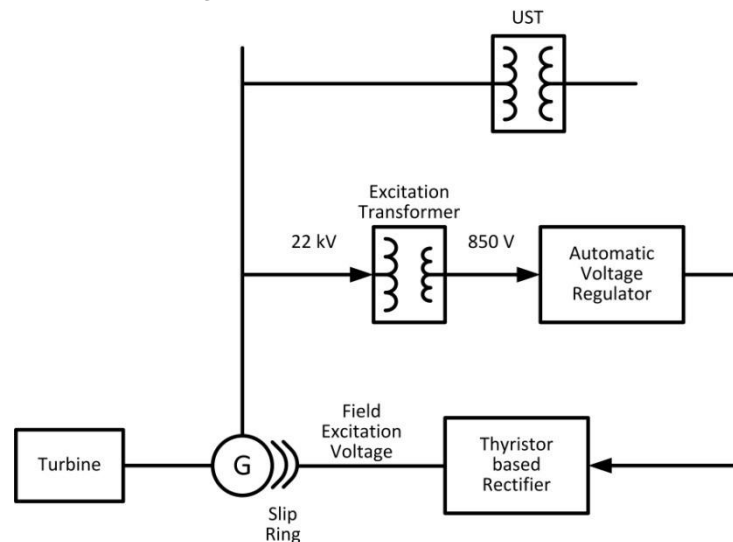 UST
Excitation
Transformer
22 kV
850 V
Automatic
Voltage
Regulator
Field
Excitation
Voltage
Thyristor
based
Rectifier
Turbine
G
Slip
Ring